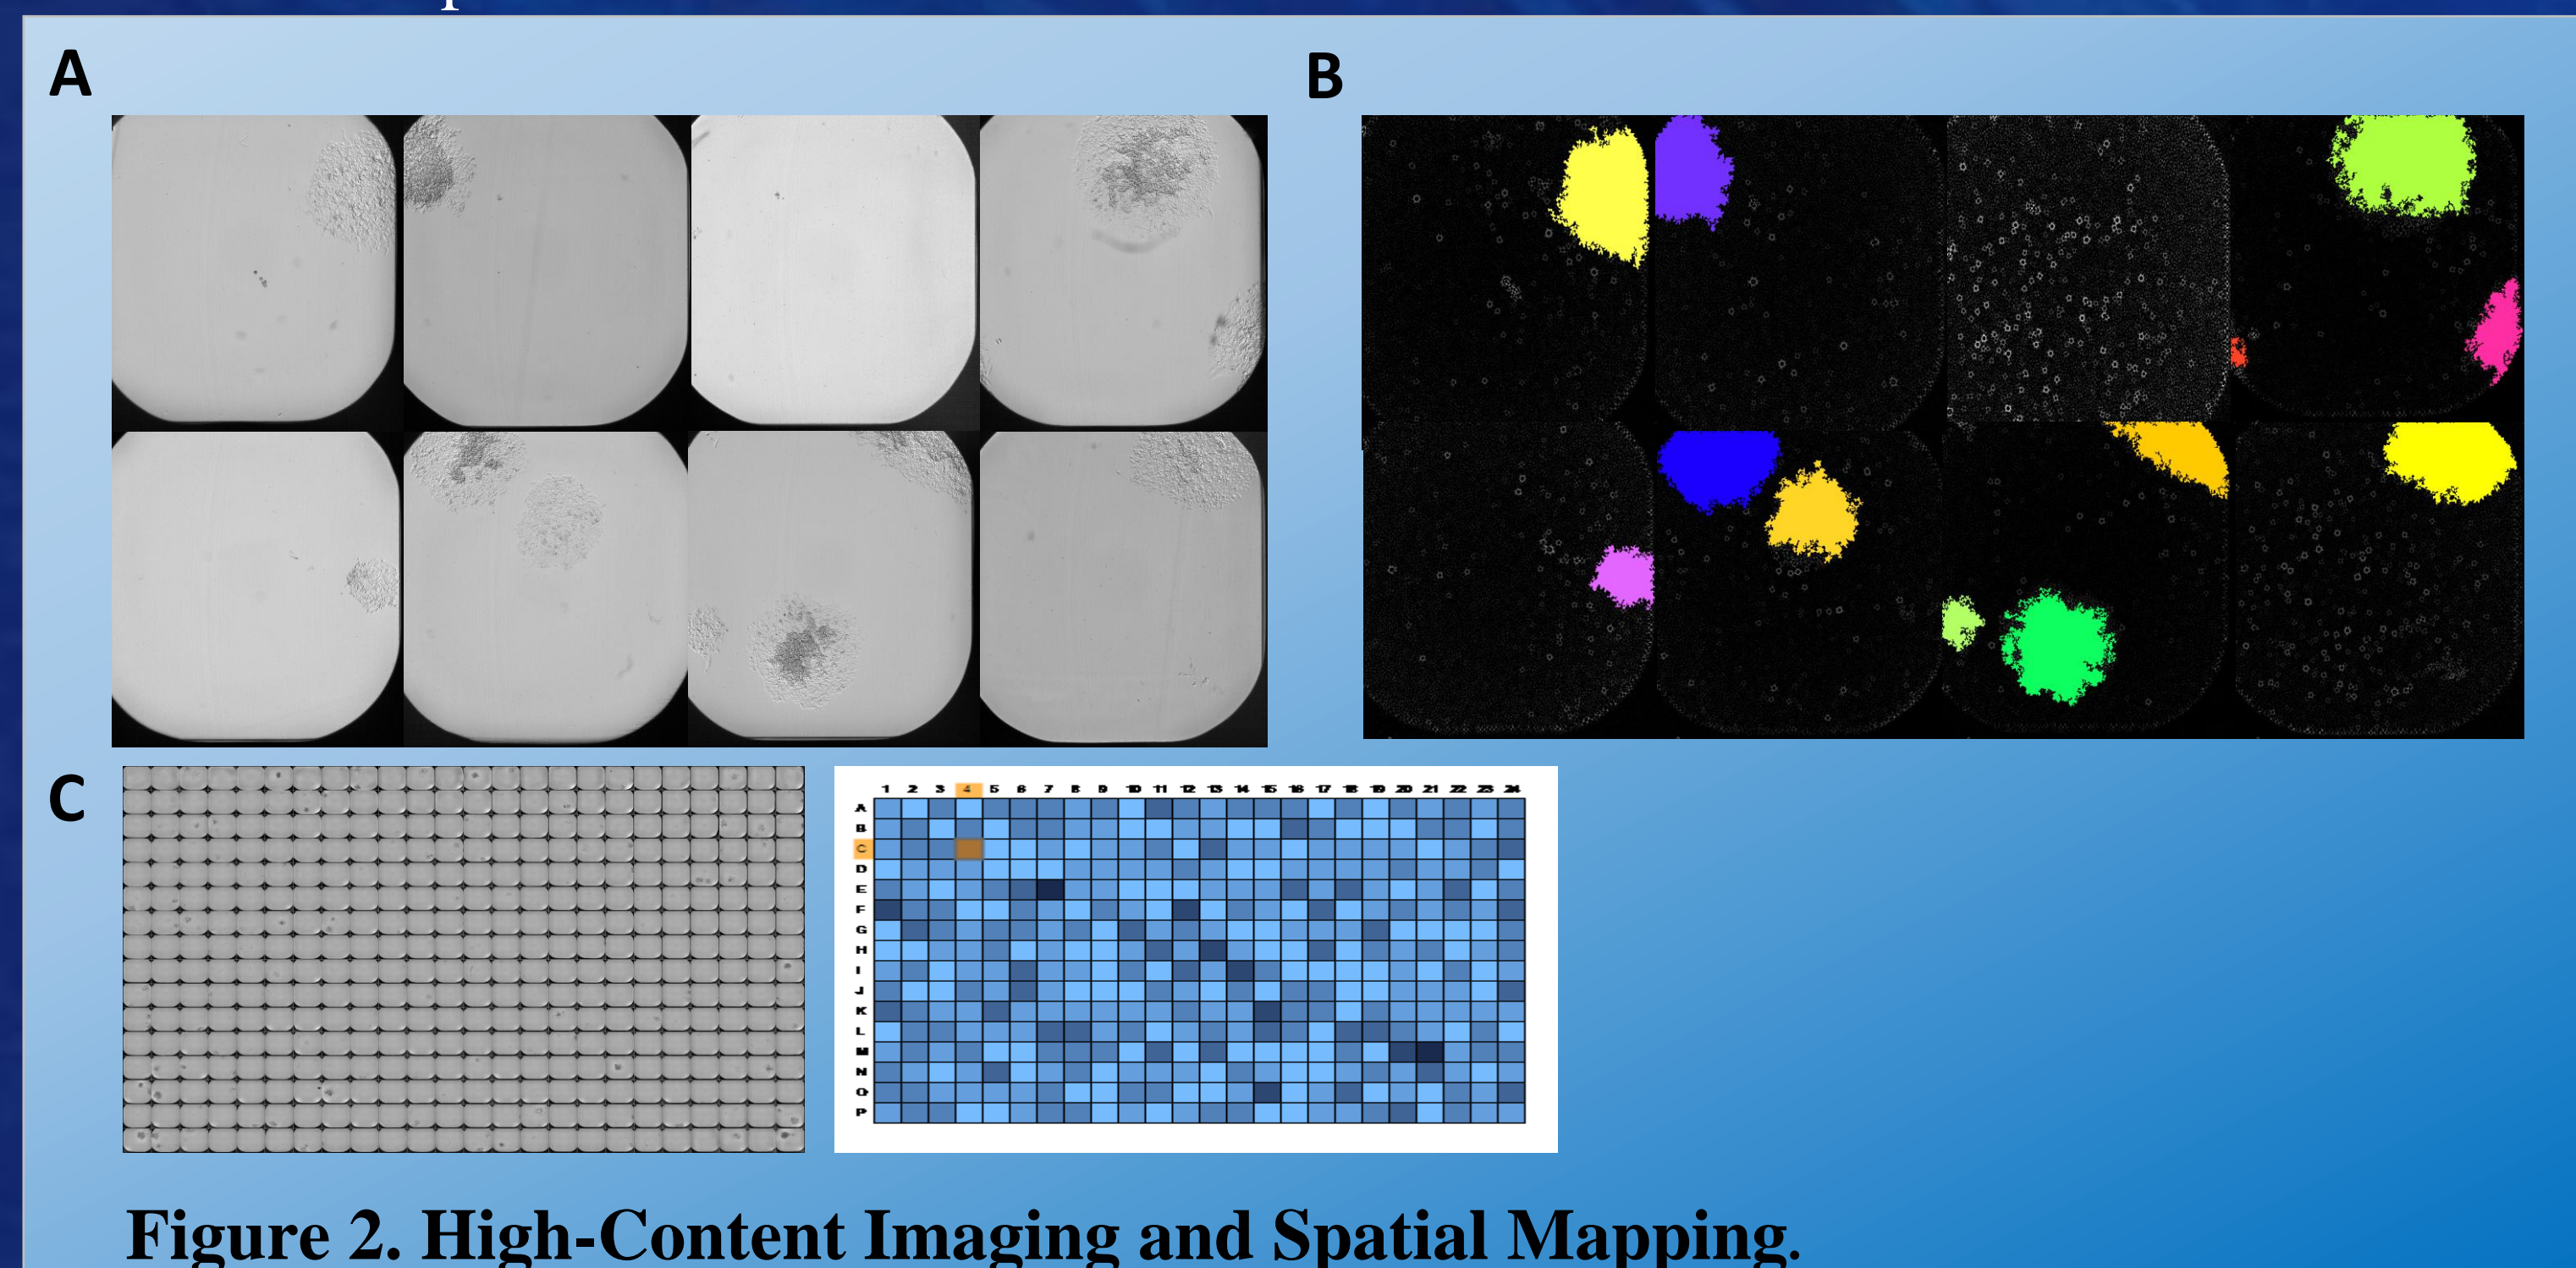 A
B
C
1 2 3 4 5 6 7 8 9 10 11 12 13 14 15 16 17 18 19 20 21 22 23 24
A
B
C
D
E
F
G
H
I
J
K
L
M
N
O
P
Figure 2. High-Content Imaging and Spatial Mapping.